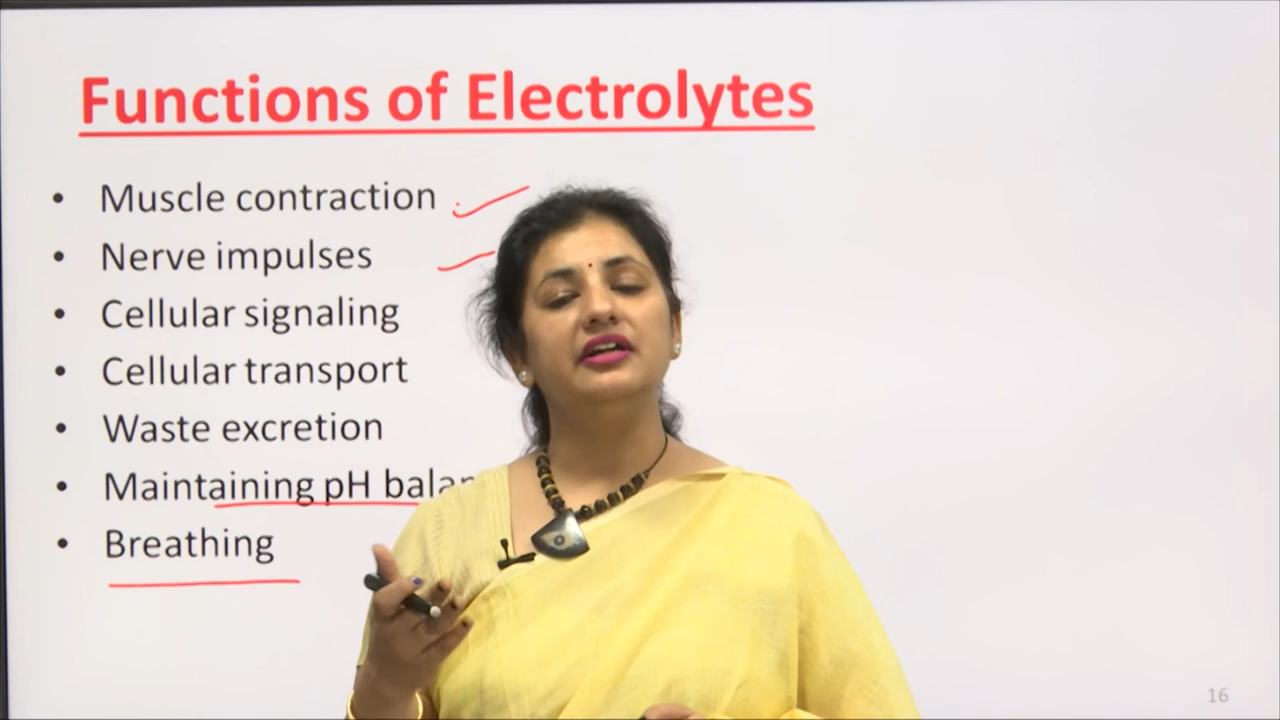 Functions of Electrolytes
• Muscle contraction
• Nerve impulses
• Cellular signaling
• Cellular transport
• Waste excretion
• Maintaining pH balan
• Breathing
16